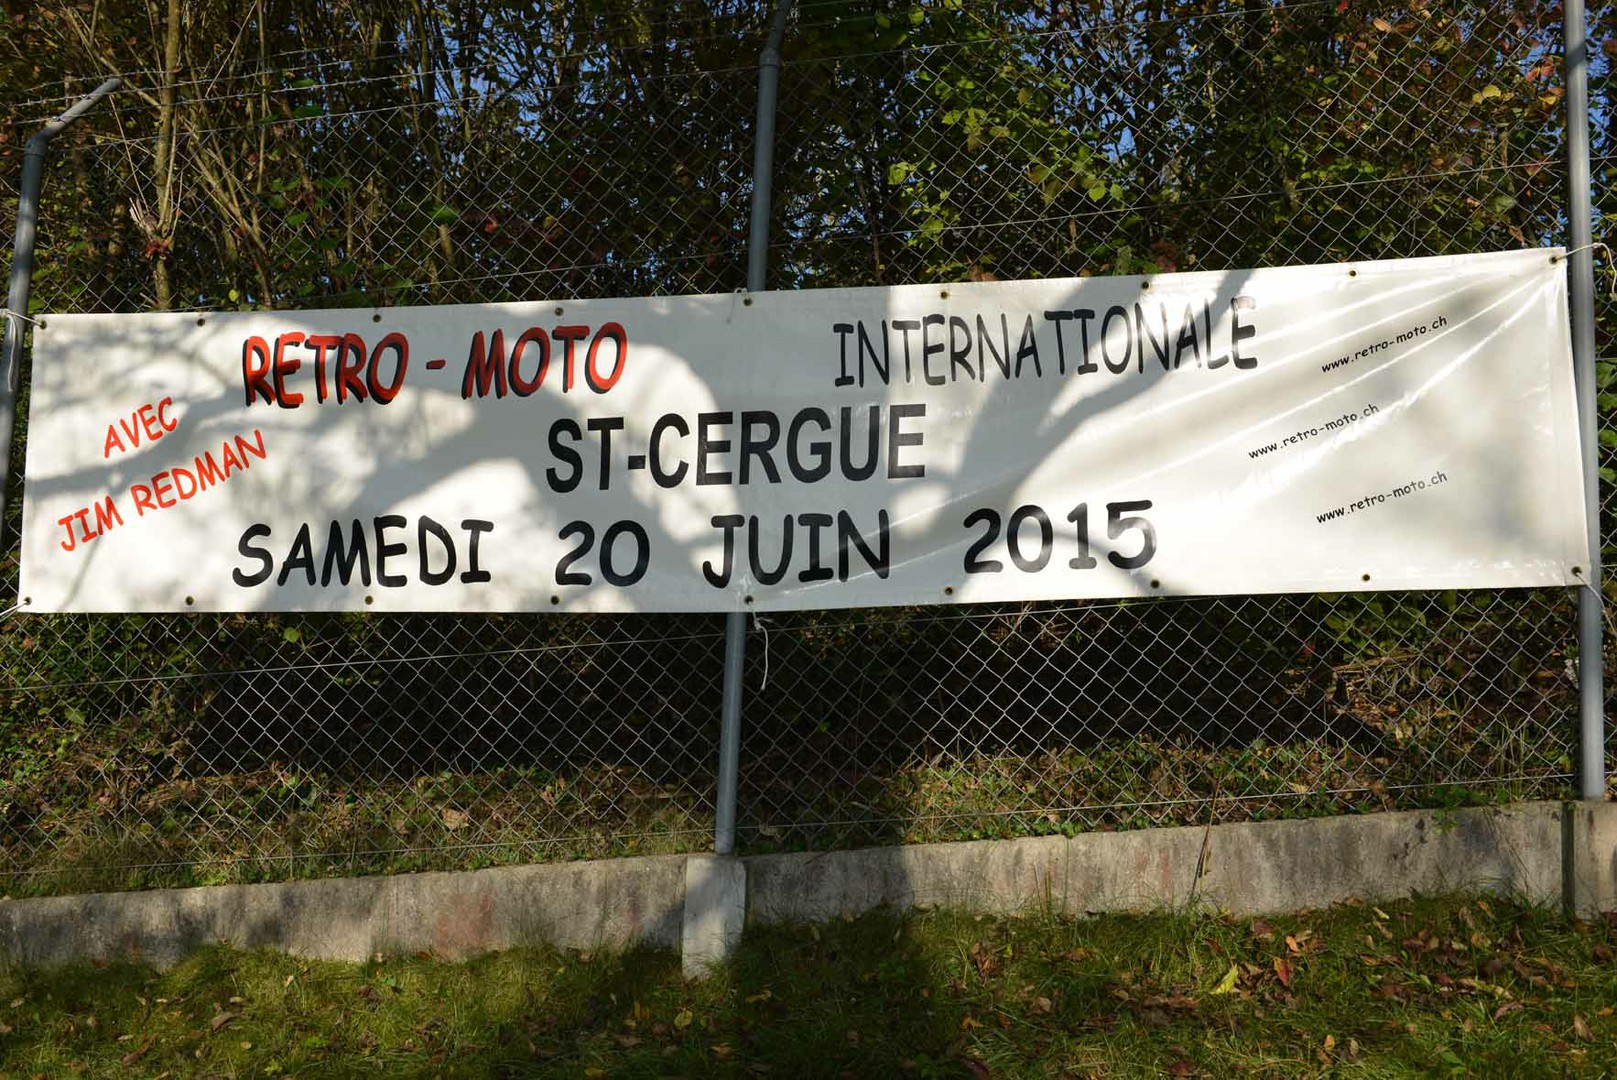 RETRO - MOTO INTERNATIONALE
ST-CERGUE
SAMEDI 20 JUIN 2015
AVEC
JIM REDMAN
www.retro-moto.ch
www.retro-moto.ch
www.retro-moto.ch